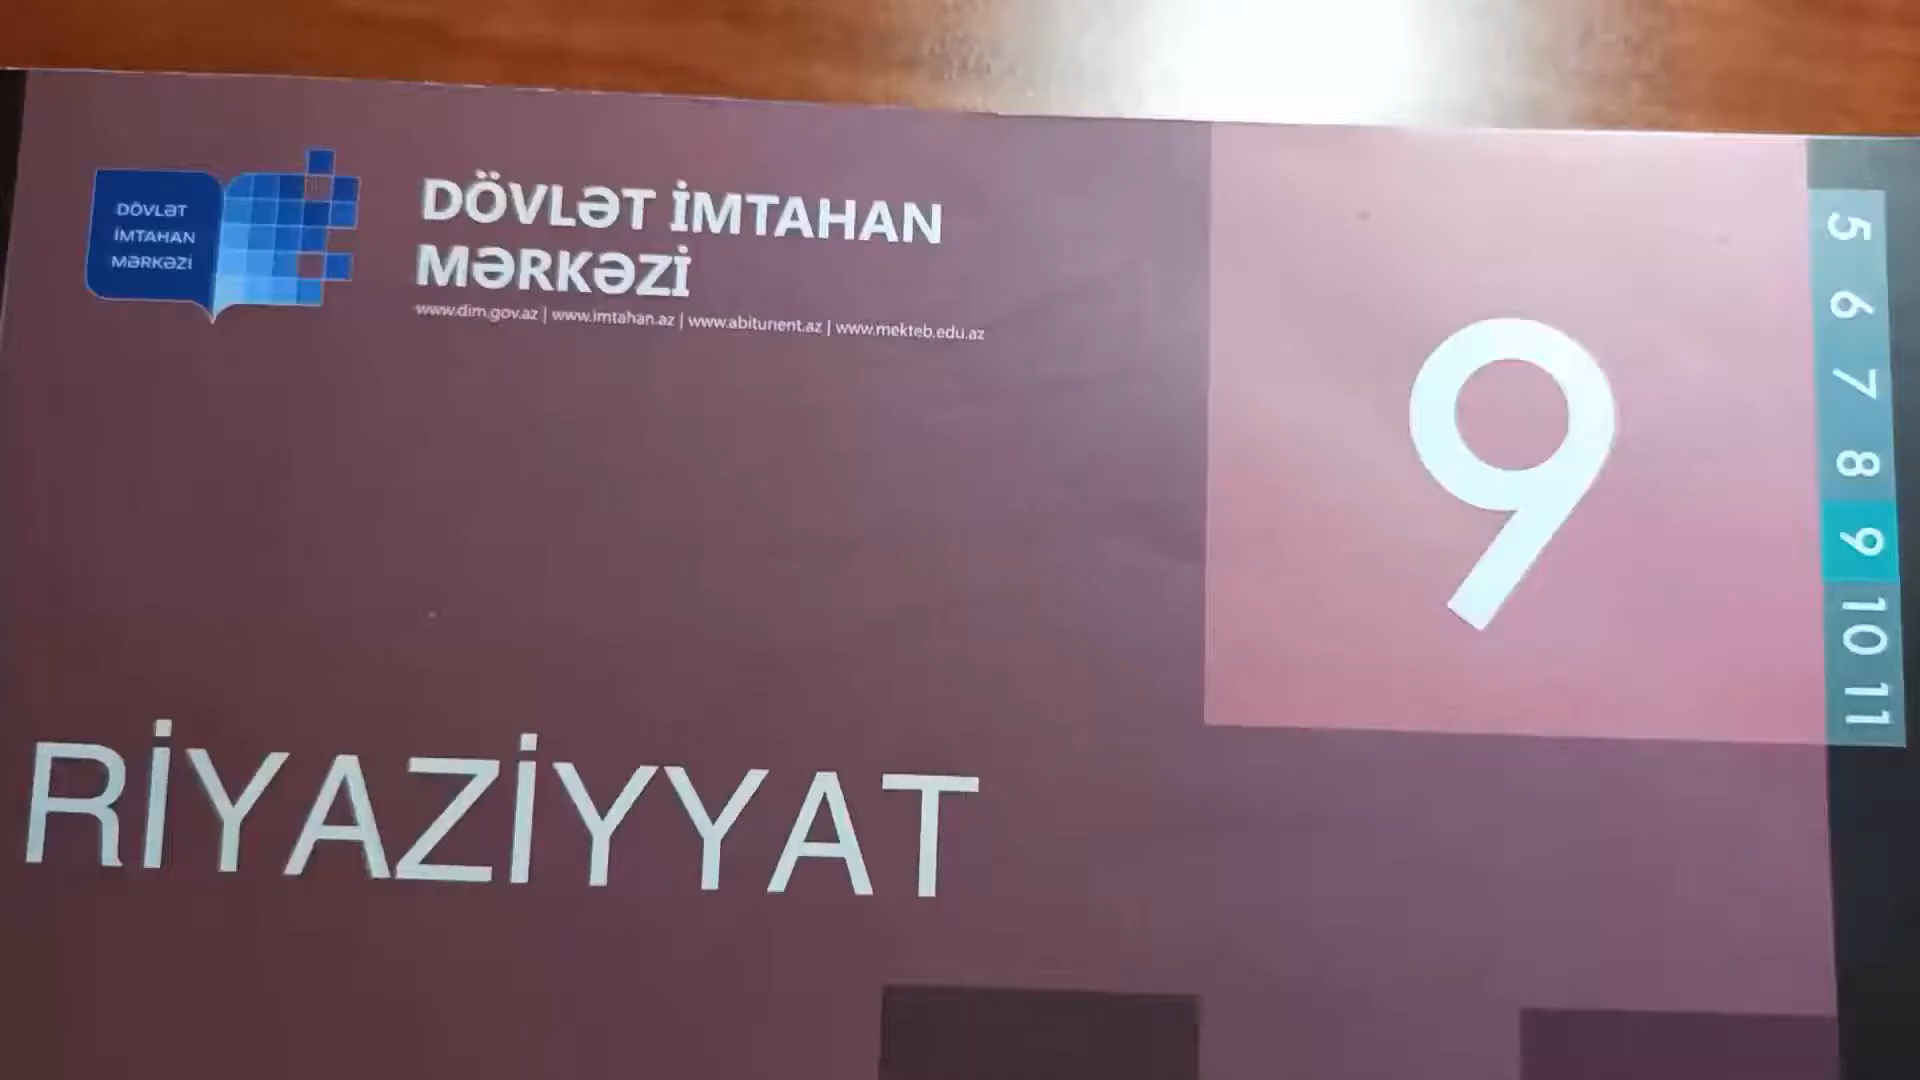 DÖVLƏT
İMTAHAN
MƏRKƏZİ
DÖVLƏT İMTAHAN
MƏRKƏZİ
www.dim.gov.az | www.imtahan.az | www.abitunent.az | www.mekteb.edu.az
9
5 6 7 8 9 10 11
RİYAZİYYAT